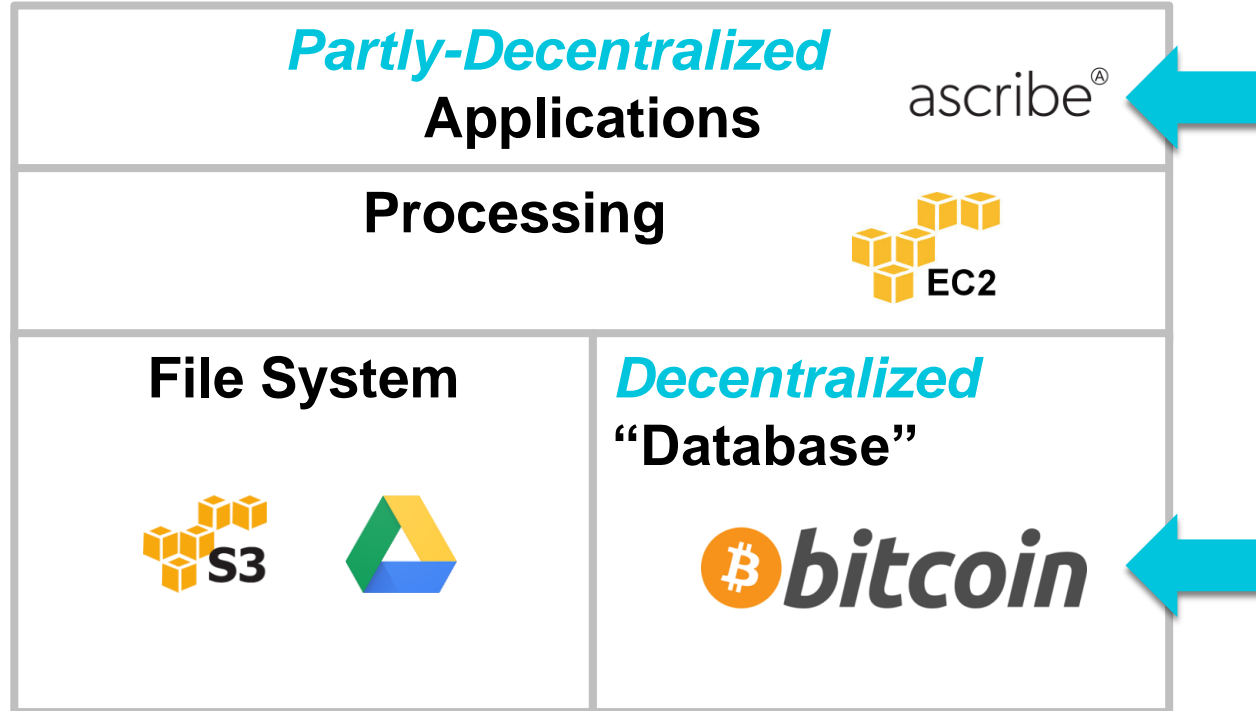 Partly-Decentralized
Applications
ascribe®
Processing
EC2
File System
Decentralized
“Database”
S3
bitcoin